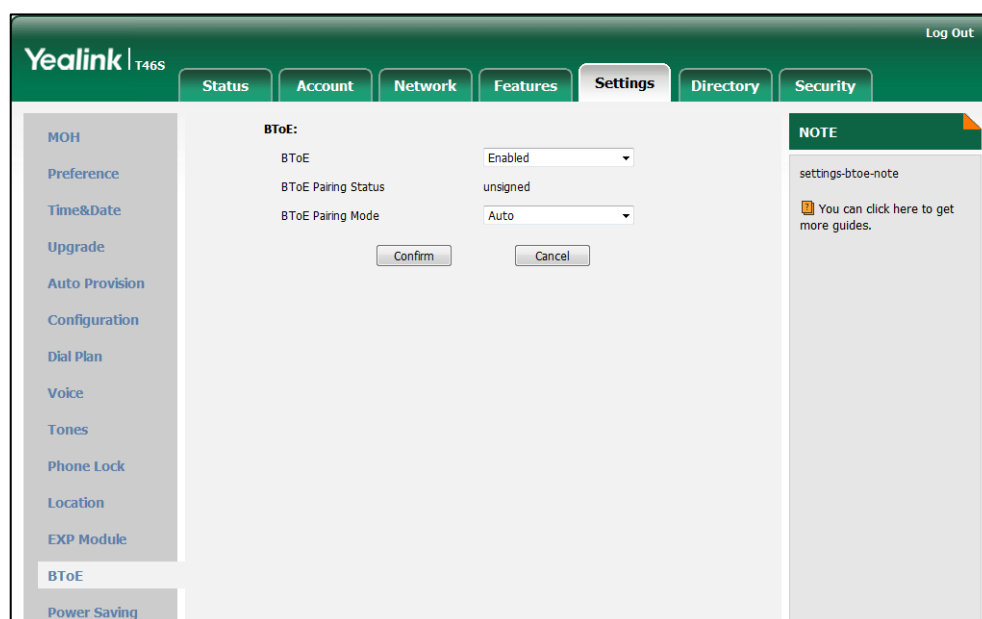 Log Out
Yealink | T46S
Status Account Network Features Settings Directory Security
MOH
Preference
Time&Date
Upgrade
Auto Provision
Configuration
Dial Plan
Voice
Tones
Phone Lock
Location
EXP Module
BToE
Power Saving
BToE:
BToE Enabled
BToE Pairing Status unsigned
BToE Pairing Mode Auto
Confirm Cancel
NOTE
settings-btoe-note
? You can click here to get
more guides.